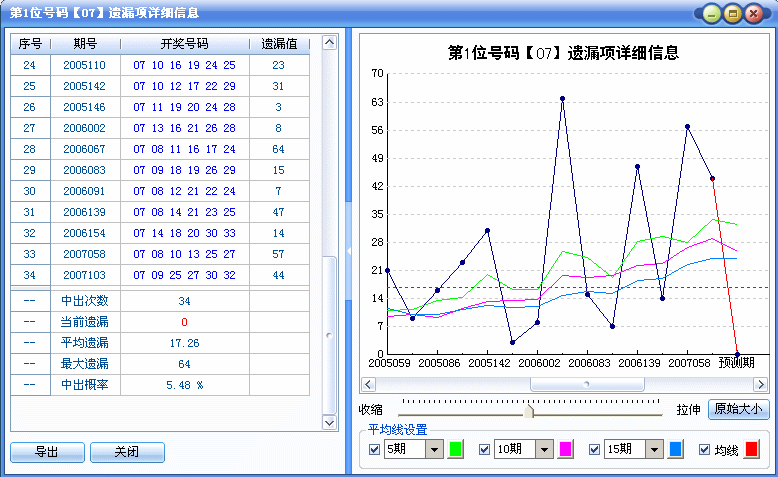 第1位号码【07】遗漏项详细信息
序号 期号 开奖号码 遗漏值
24 2005110 07 10 16 19 24 25 23
25 2005142 07 10 12 17 22 29 31
26 2005146 07 11 19 20 24 28 3
27 2006002 07 13 16 21 26 28 8
28 2006067 07 08 11 16 17 24 64
29 2006083 07 09 18 19 26 29 15
30 2006091 07 08 12 21 22 24 7
31 2006139 07 08 14 21 23 25 47
32 2006154 07 14 18 20 30 33 14
33 2007058 07 08 10 13 25 27 57
34 2007103 07 09 25 27 30 32 44
-- 中出次数 34
-- 当前遗漏 0
-- 平均遗漏 17.26
-- 最大遗漏 64
-- 中出概率 5.48 %
导出 关闭
第1位号码【07】遗漏项详细信息
70
63
56
49
42
35
28
21
14
7
0
2005059 2005086 2005142 2006002 2006083 2006139 2007058 预测期
收缩 拉伸 原始大小
平均线设置
5期 10期 15期 均线